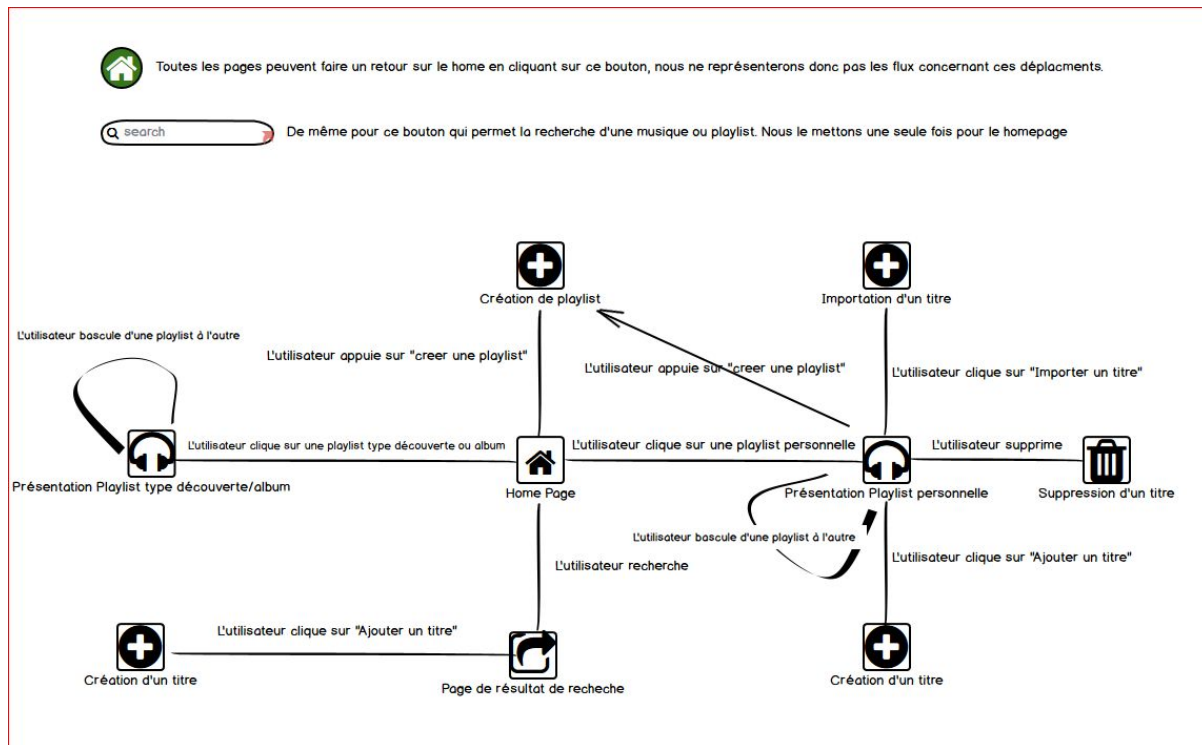 Toutes les pages peuvent faire un retour sur le home en cliquant sur ce bouton, nous ne représenterons donc pas les flux concernant ces déplacments.
search
De même pour ce bouton qui permet la recherche d'une musique ou playlist. Nous le mettons une seule fois pour le homepage
Création de playlist
Importation d'un titre
L'utilisateur bascule d'une playlist à l'autre
L'utilisateur appuie sur "creer une playlist"
L'utilisateur appuie sur "creer une playlist"
L'utilisateur clique sur "Importer un titre"
L'utilisateur clique sur une playlist type découverte ou album
L'utilisateur clique sur une playlist personnelle
L'utilisateur supprime
Présentation Playlist type découverte/album
Home Page
Présentation Playlist personnelle
Suppression d'un titre
L'utilisateur bascule d'une playlist à l'autre
L'utilisateur recherche
L'utilisateur clique sur "Ajouter un titre"
L'utilisateur clique sur "Ajouter un titre"
Création d'un titre
Page de résultat de recheche
Création d'un titre